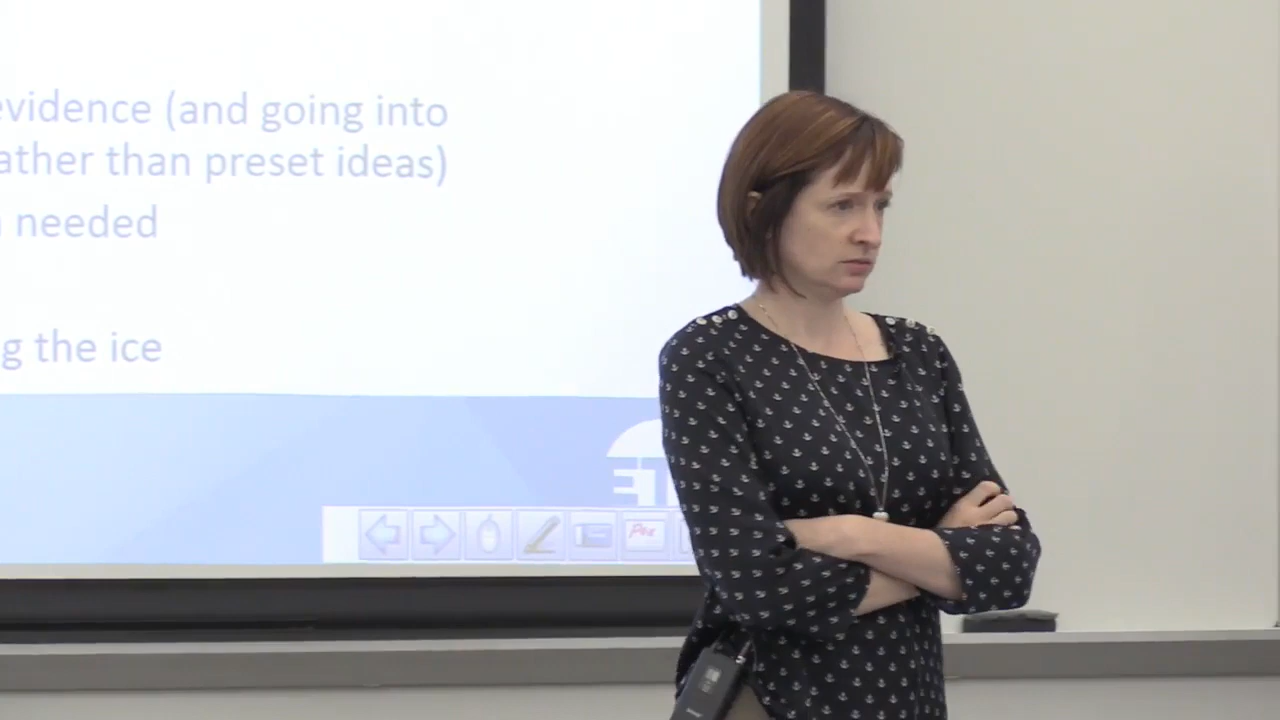 evidence (and going into
ather than preset ideas)
needed
g the ice